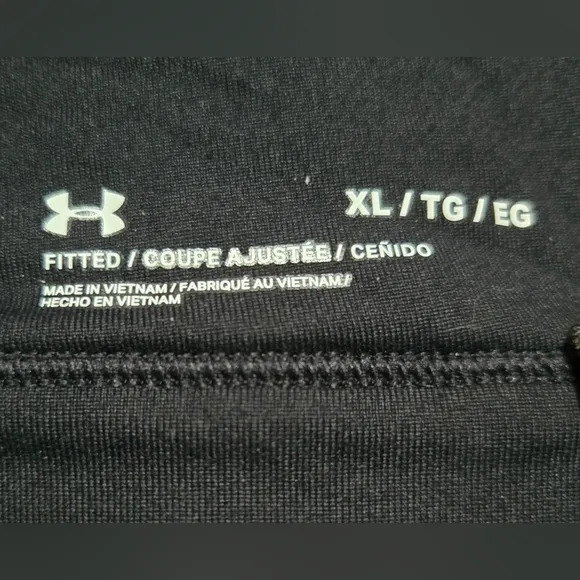 XL / TG / EG
FITTED / COUPE AJUSTÉE / CEÑIDO
MADE IN VIETNAM / FABRIQUÉ AU VIETNAM /
HECHO EN VIETNAM